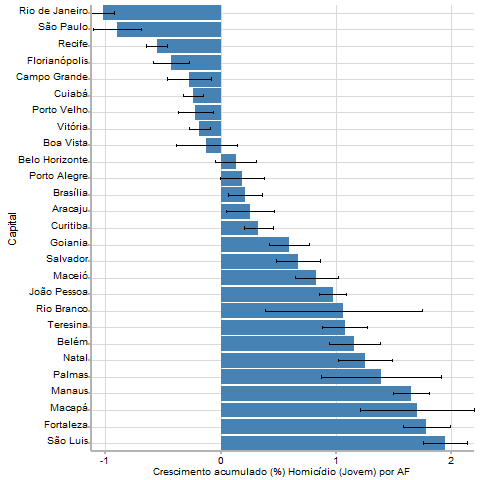 Rio de Janeiro
São Paulo
Recife
Florianópolis
Campo Grande
Cuiabá
Porto Velho
Vitória
Boa Vista
Belo Horizonte
Porto Alegre
Brasília
Aracaju
Curitiba
Goiania
Salvador
Maceió
João Pessoa
Rio Branco
Teresina
Belém
Natal
Palmas
Manaus
Macapá
Fortaleza
São Luis
Capital
-1 0 1 2
Crescimento acumulado (%) Homicídio (Jovem) por AF